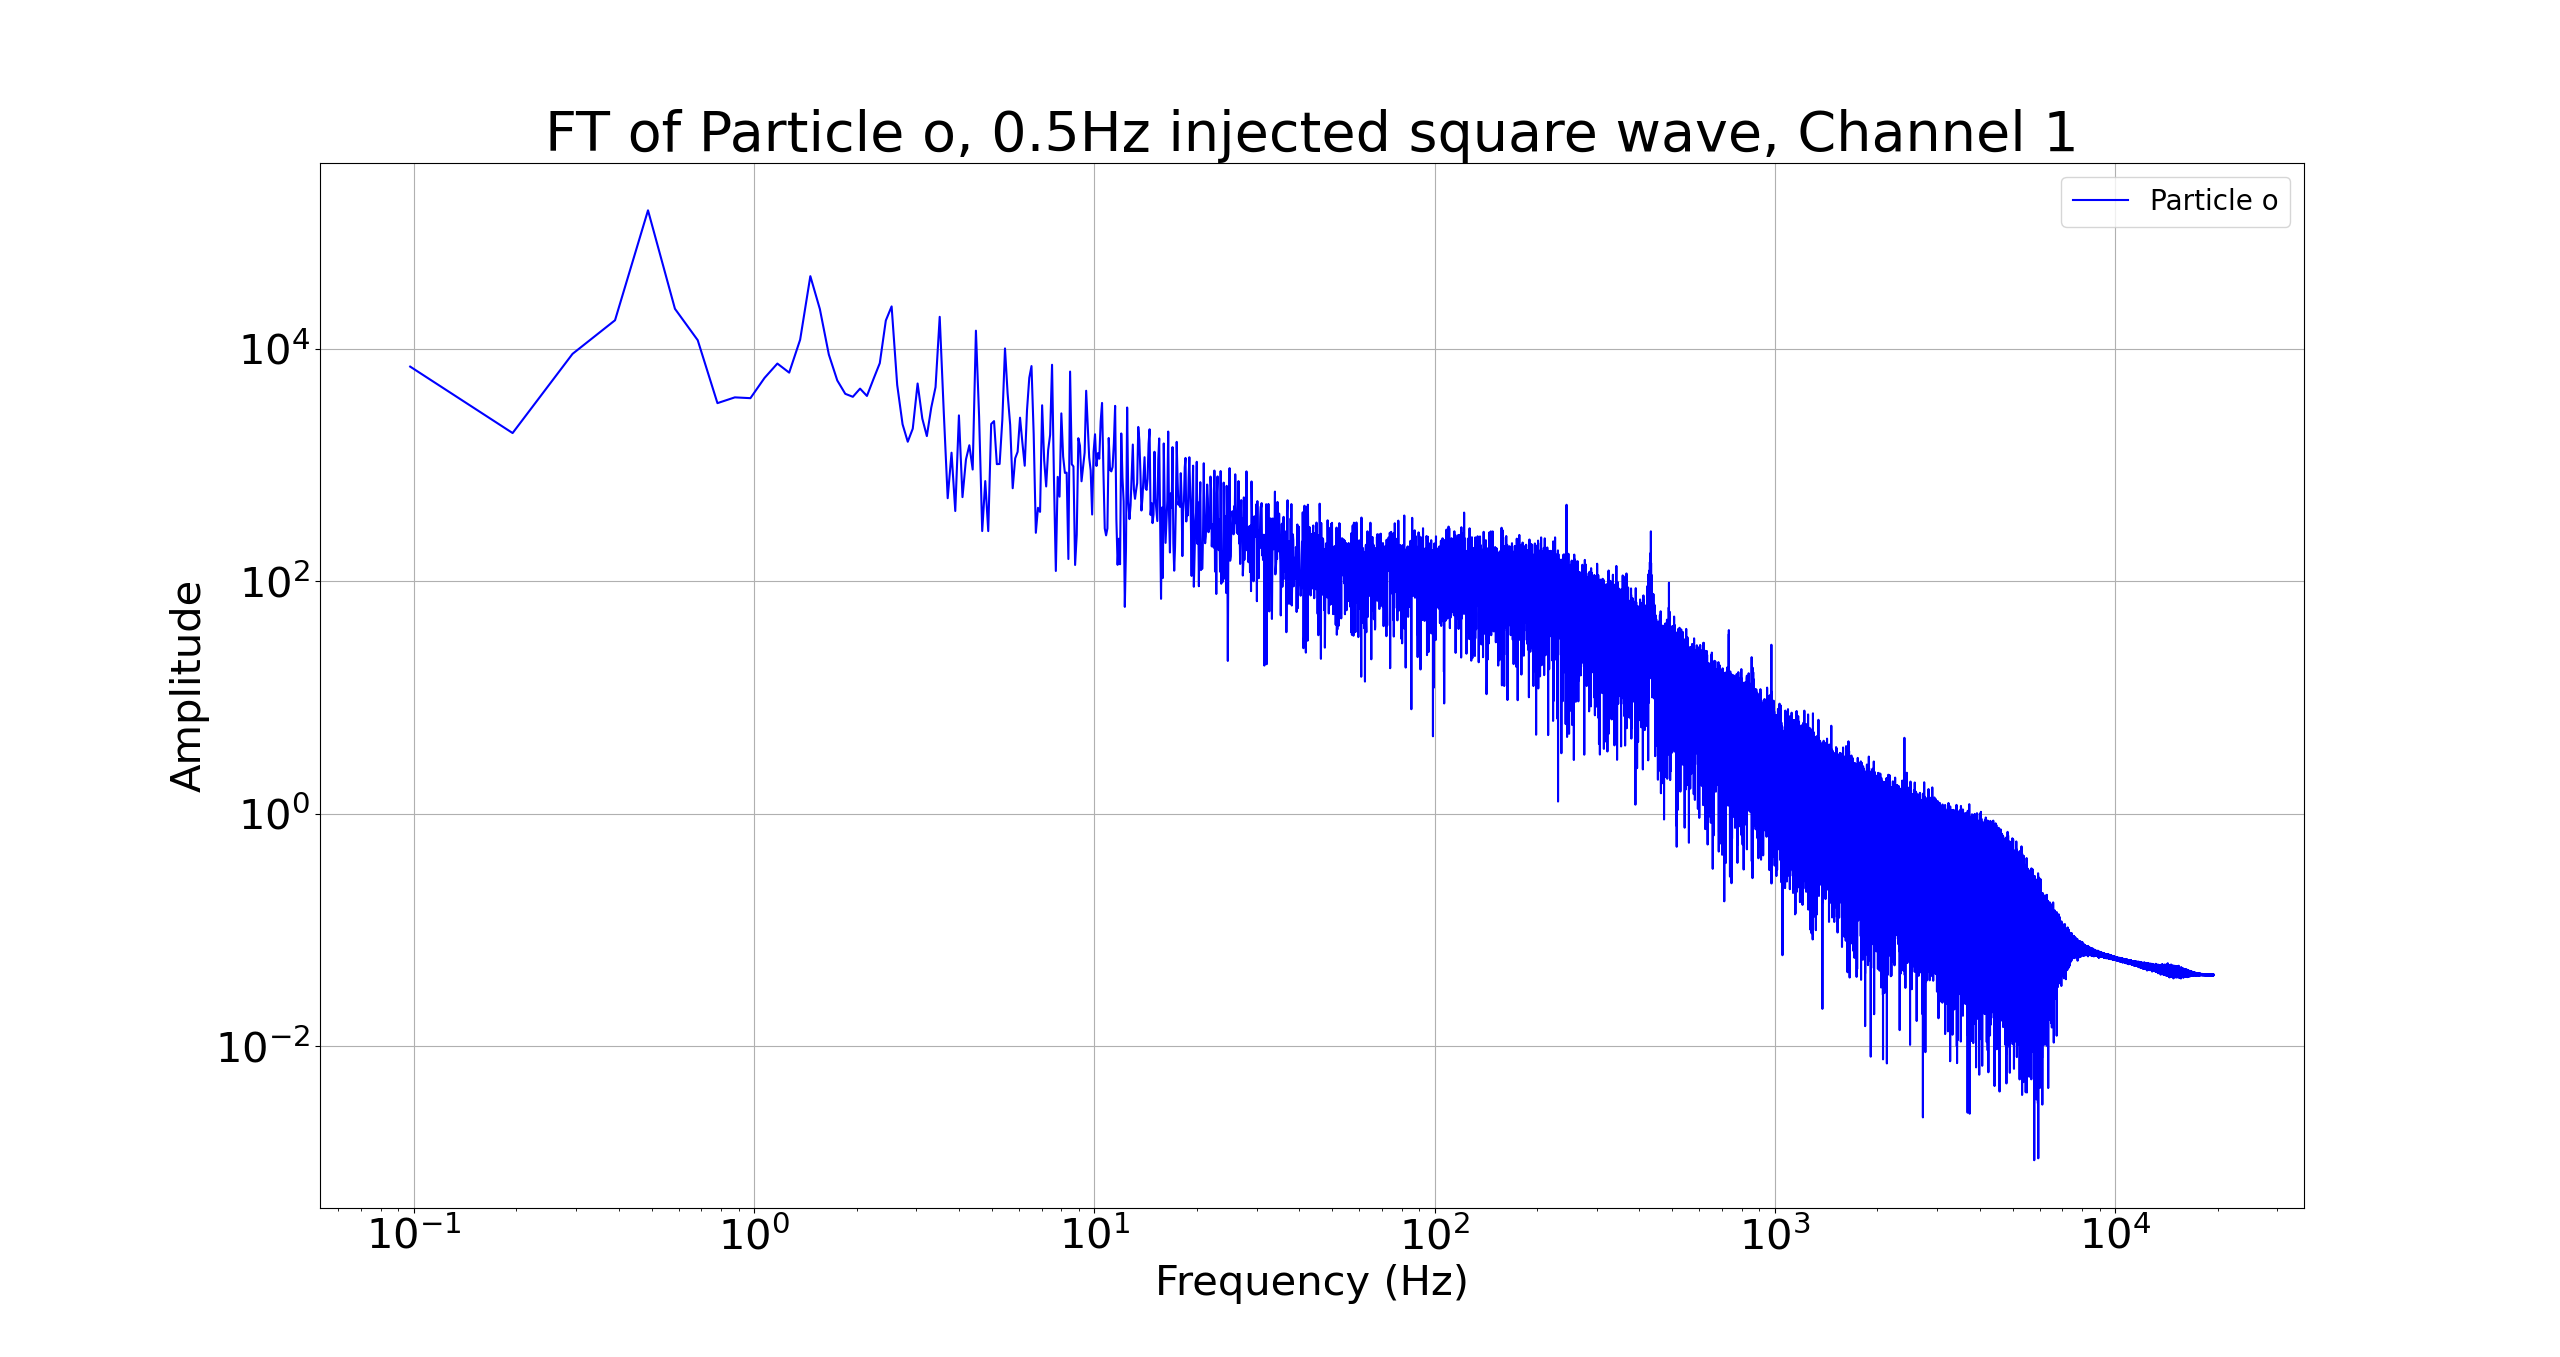 FT of Particle o, 0.5Hz injected square wave, Channel 1
Particle o
Amplitude
10⁴
10²
10⁰
10⁻²
10⁻¹ 10⁰ 10¹ 10² 10³ 10⁴
Frequency (Hz)